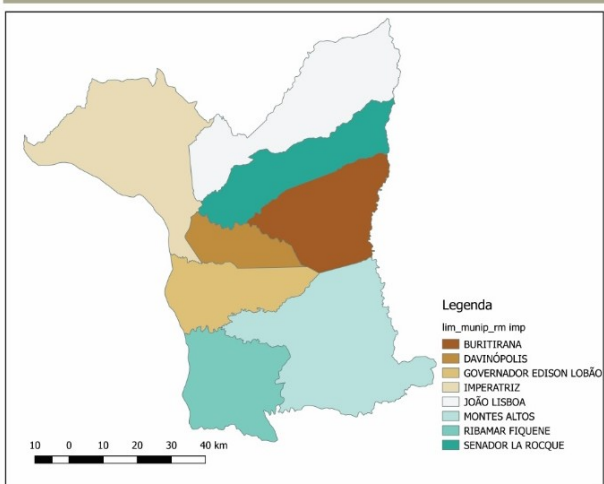 Legenda
lim_munip_rm imp
BURITIRANA
DAVINÓPOLIS
GOVERNADOR EDISON LOBÃO
IMPERATRIZ
JOÃO LISBOA
MONTES ALTOS
RIBAMAR FIQUENE
SENADOR LA ROCQUE
10 0 10 20 30 40 km